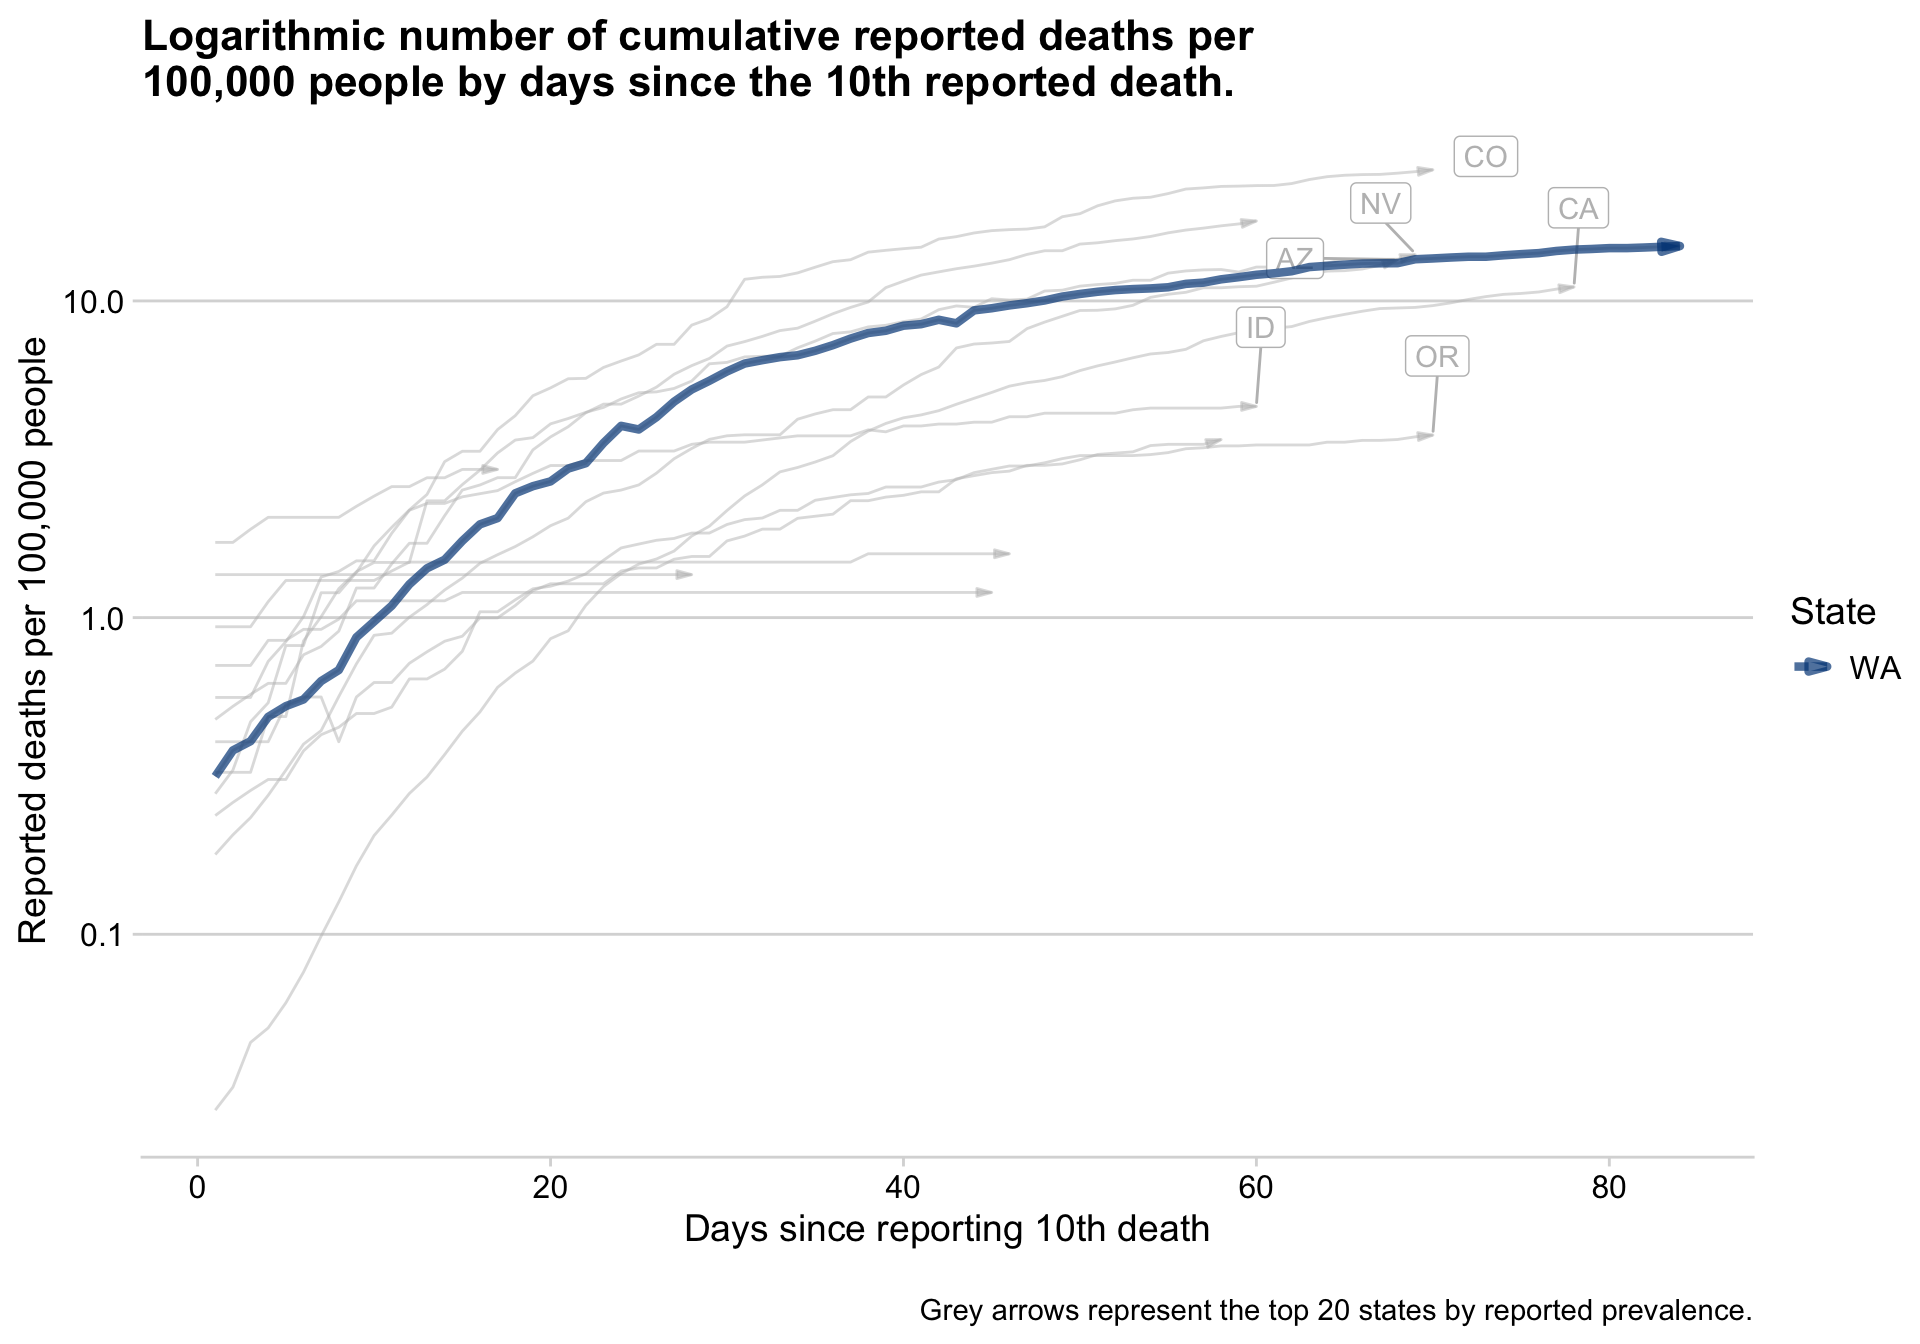 Logarithmic number of cumulative reported deaths per
100,000 people by days since the 10th reported death.
CO
NV
CA
AZ
ID
OR
10.0
1.0
0.1
Reported deaths per 100,000 people
State
WA
0
20
40
60
80
Days since reporting 10th death
Grey arrows represent the top 20 states by reported prevalence.